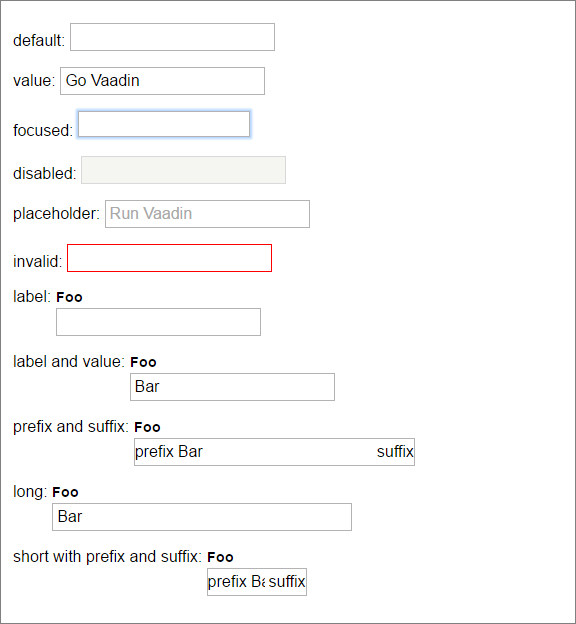 default:
value: Go Vaadin
focused:
disabled:
placeholder: Run Vaadin
invalid:
label: Foo
label and value: Foo
Bar
prefix and suffix: Foo
prefix Bar suffix
long: Foo
Bar
short with prefix and suffix: Foo
prefix Ba suffix